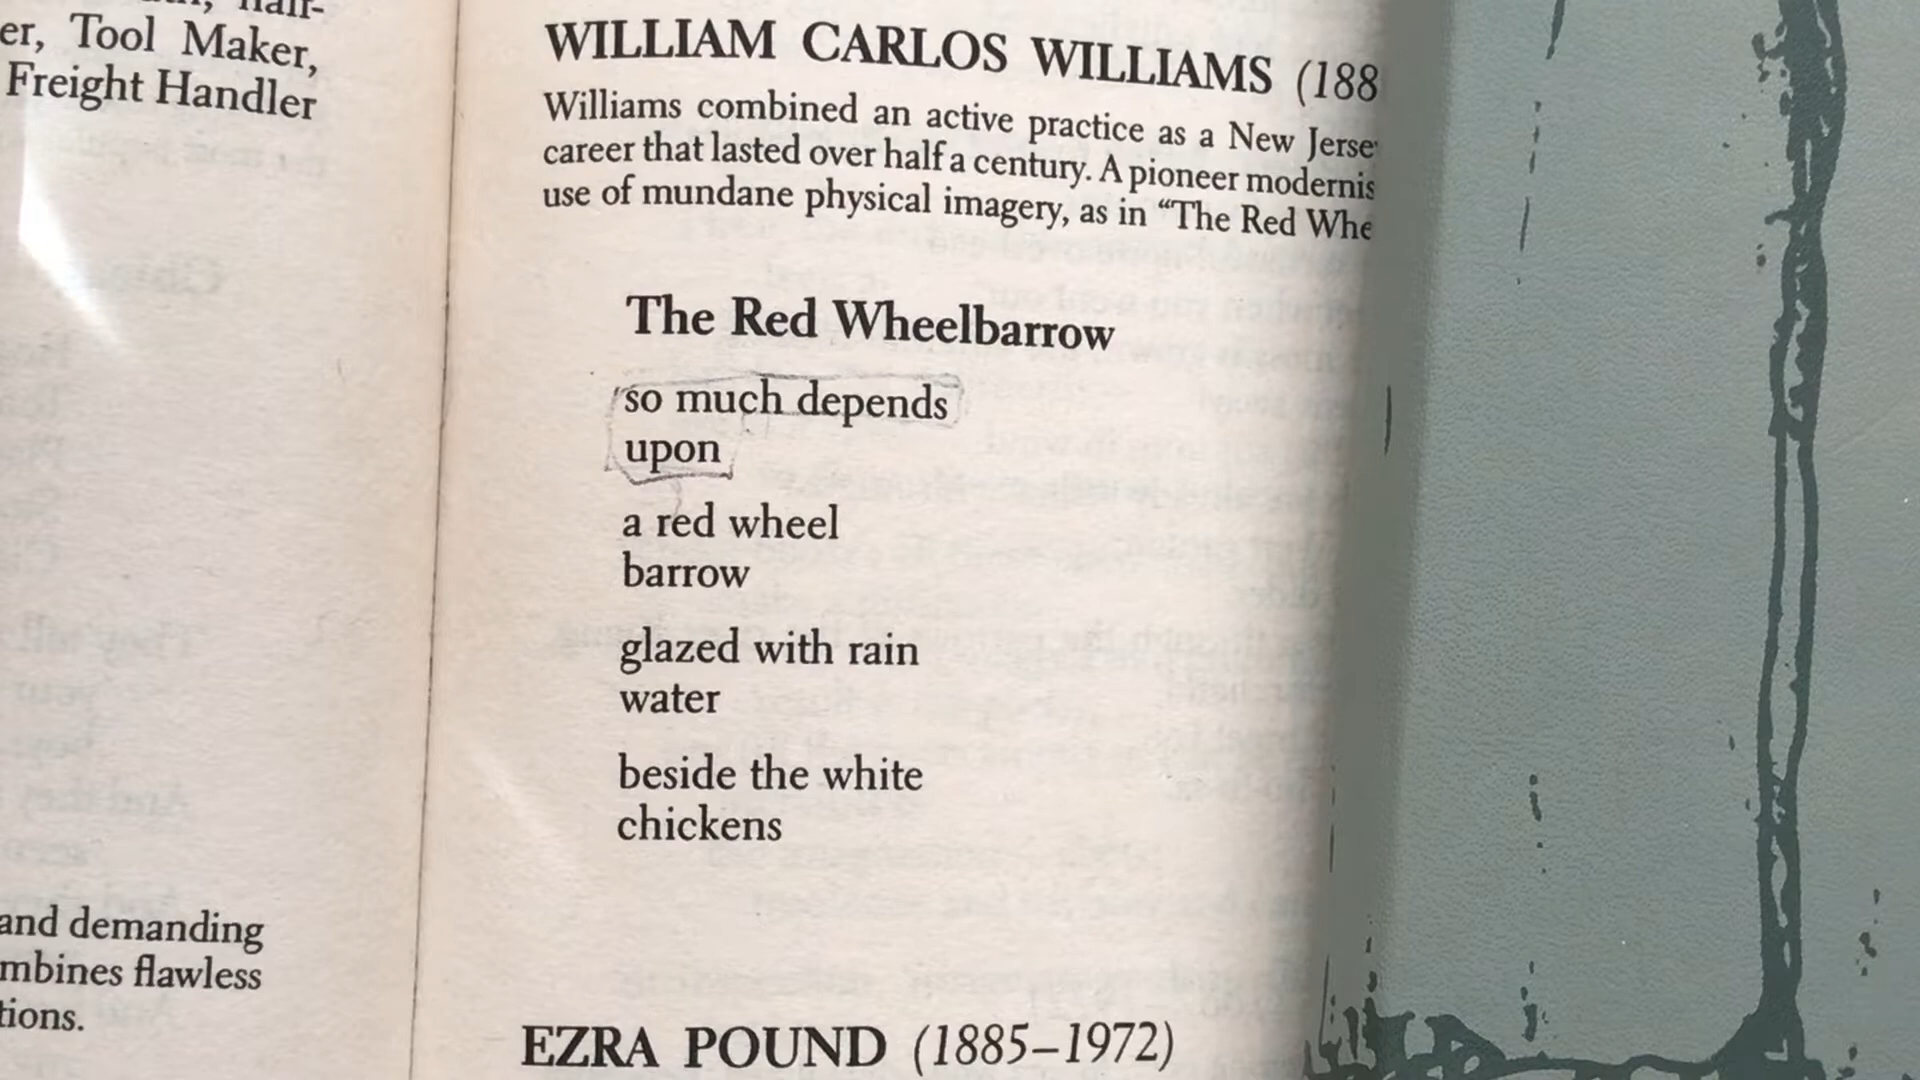 er, Tool Maker,
Freight Handler
and demanding
mbines flawless
tions.
WILLIAM CARLOS WILLIAMS (188
Williams combined an active practice as a New Jerse
career that lasted over half a century. A pioneer modernis
use of mundane physical imagery, as in “The Red Whe
The Red Wheelbarrow
so much depends
upon
a red wheel
barrow
glazed with rain
water
beside the white
chickens
EZRA POUND (1885–1972)